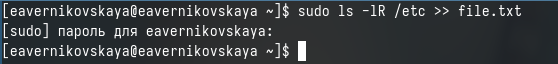 [eavernikovskaya@eavernikovskaya ~]$ sudo ls -lR /etc >> file.txt
[sudo] пароль для eavernikovskaya:
[eavernikovskaya@eavernikovskaya ~]$